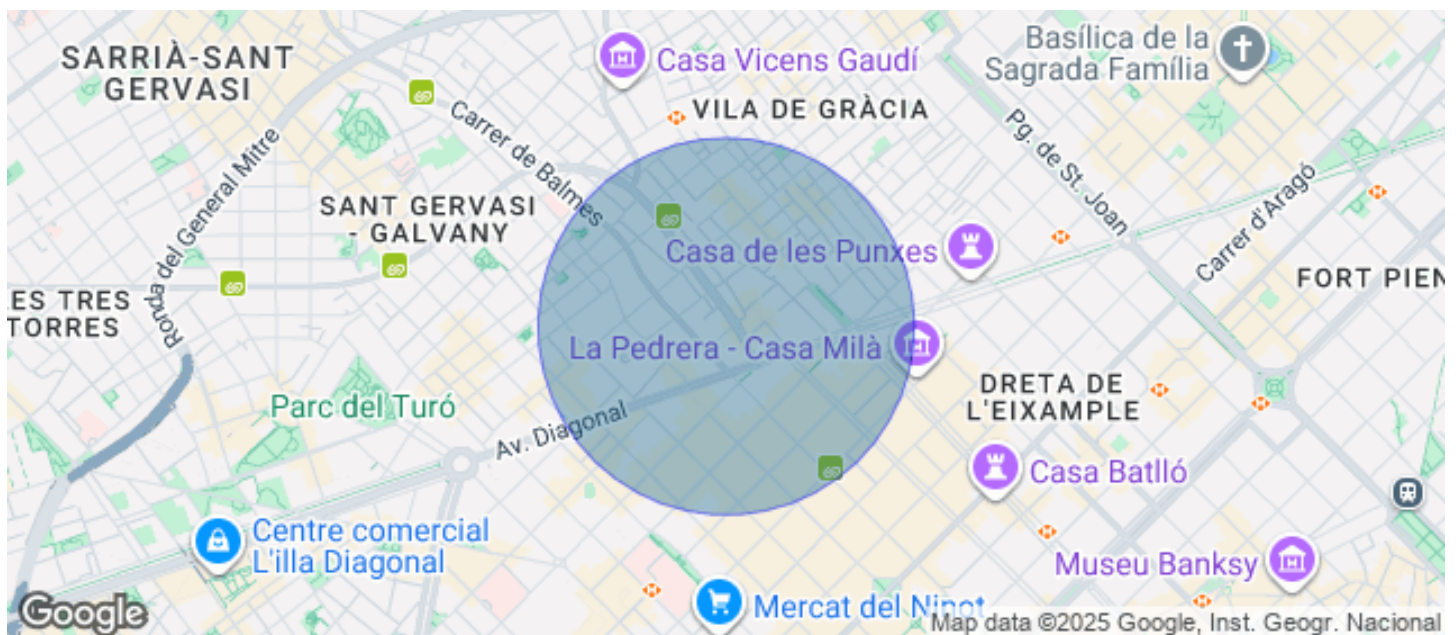 SARRIÀ-SANT
GERVASI
Casa Vicens Gaudí
Basílica de la
Sagrada Família
VILA DE GRÀCIA
Carrer de Balmes
Pg. de St. Joan
Ronda del General Mitre
Carrer d'Aragó
SANT GERVASI
- GALVANY
Casa de les Punxes
FORT PIEN
ES TRES
TORRES
La Pedrera - Casa Milà
DRETA DE
L'EIXAMPLE
Parc del Turó
Av. Diagonal
Casa Batlló
Centre comercial
L'illa Diagonal
Museu Banksy
Mercat del Ninot
Google
Map data ©2025 Google, Inst. Geogr. Nacional